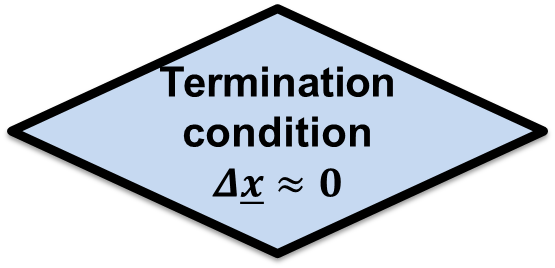 Termination
condition
Δx ≈ 0